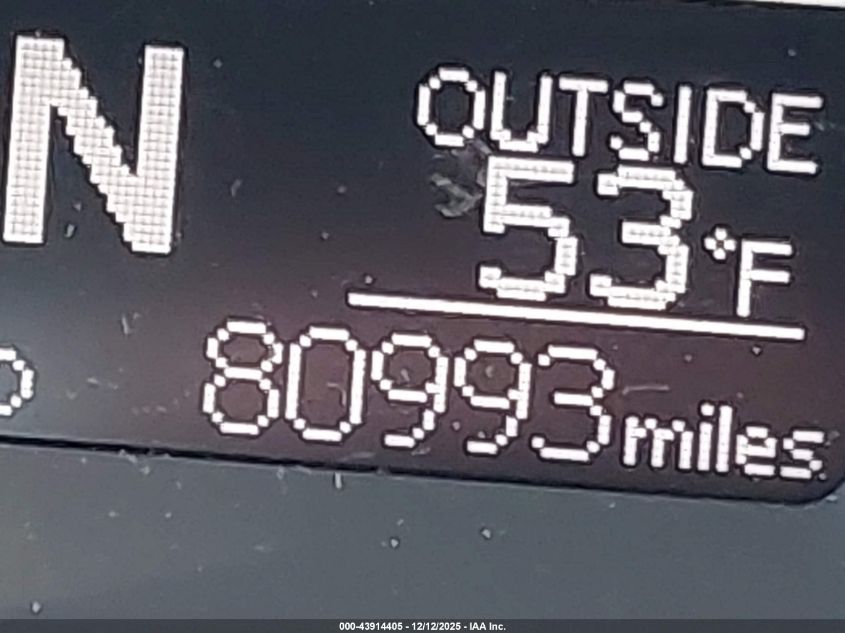 N
OUTSIDE
53°F
80993 miles
000-43914405 - 12/12/2025 - IAA Inc.